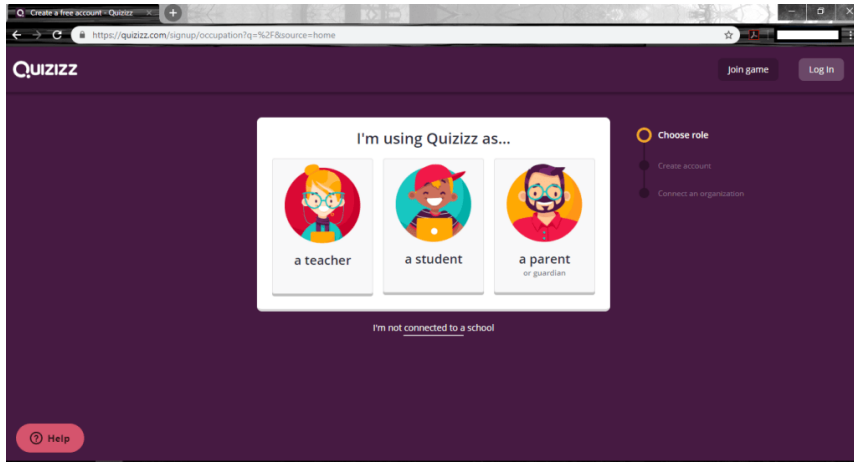 Create a free account - Quizizz
https://quizizz.com/signup/occupation?q=%2F&source=home
QUIZIZZ
Join game
Log In
I'm using Quizizz as...
a teacher
a student
a parent
or guardian
I'm not connected to a school
Choose role
Create account
Connect an organization
Help